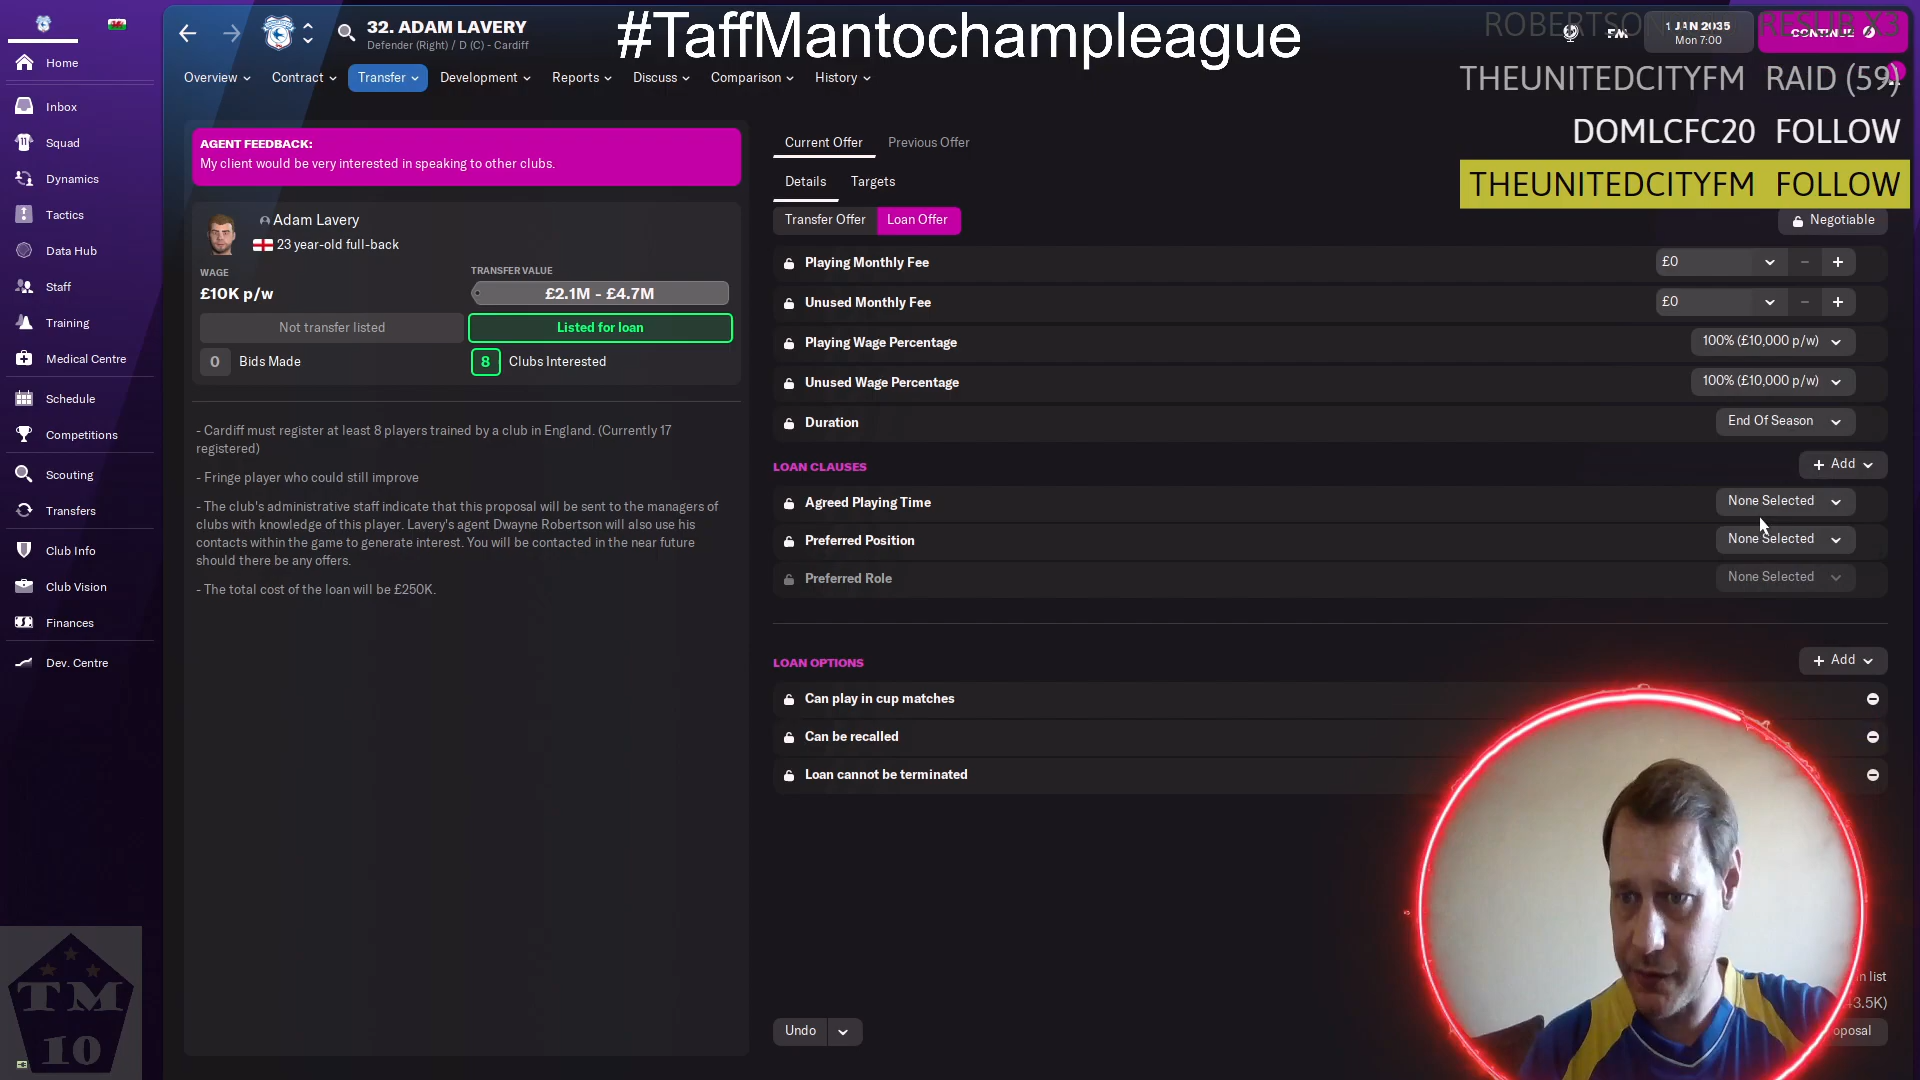 Home
Inbox
Squad
Dynamics
Tactics
Data Hub
Staff
Training
Medical Centre
Schedule
Competitions
Scouting
Transfers
Club Info
Club Vision
Finances
Dev. Centre
TM
10
32. ADAM LAVERY
Defender (Right) / D (C) - Cardiff
#TaffMantochampleague
FM
1 JAN 2035
Mon 7:00
CONTINUE
ROBERTSON
RESUB X3
THEUNITEDCITYFM RAID (59)
DOMLCFC20 FOLLOW
THEUNITEDCITYFM FOLLOW
Overview
Contract
Transfer
Development
Reports
Discuss
Comparison
History
AGENT FEEDBACK:
My client would be very interested in speaking to other clubs.
Adam Lavery
23 year-old full-back
WAGE
£10K p/w
TRANSFER VALUE
£2.1M - £4.7M
Not transfer listed
Listed for loan
0 Bids Made
8 Clubs Interested
- Cardiff must register at least 8 players trained by a club in England. (Currently 17
registered)
- Fringe player who could still improve
- The club's administrative staff indicate that this proposal will be sent to the managers of
clubs with knowledge of this player. Lavery's agent Dwayne Robertson will also use his
contacts within the game to generate interest. You will be contacted in the near future
should there be any offers.
- The total cost of the loan will be £250K.
Current Offer
Previous Offer
Details
Targets
Transfer Offer
Loan Offer
Negotiable
Playing Monthly Fee £0
Unused Monthly Fee £0
Playing Wage Percentage 100% (£10,000 p/w)
Unused Wage Percentage 100% (£10,000 p/w)
Duration End Of Season
LOAN CLAUSES
Add
Agreed Playing Time None Selected
Preferred Position None Selected
Preferred Role None Selected
LOAN OPTIONS
Add
Can play in cup matches
Can be recalled
Loan cannot be terminated
n list
3.5K)
oposal
Undo